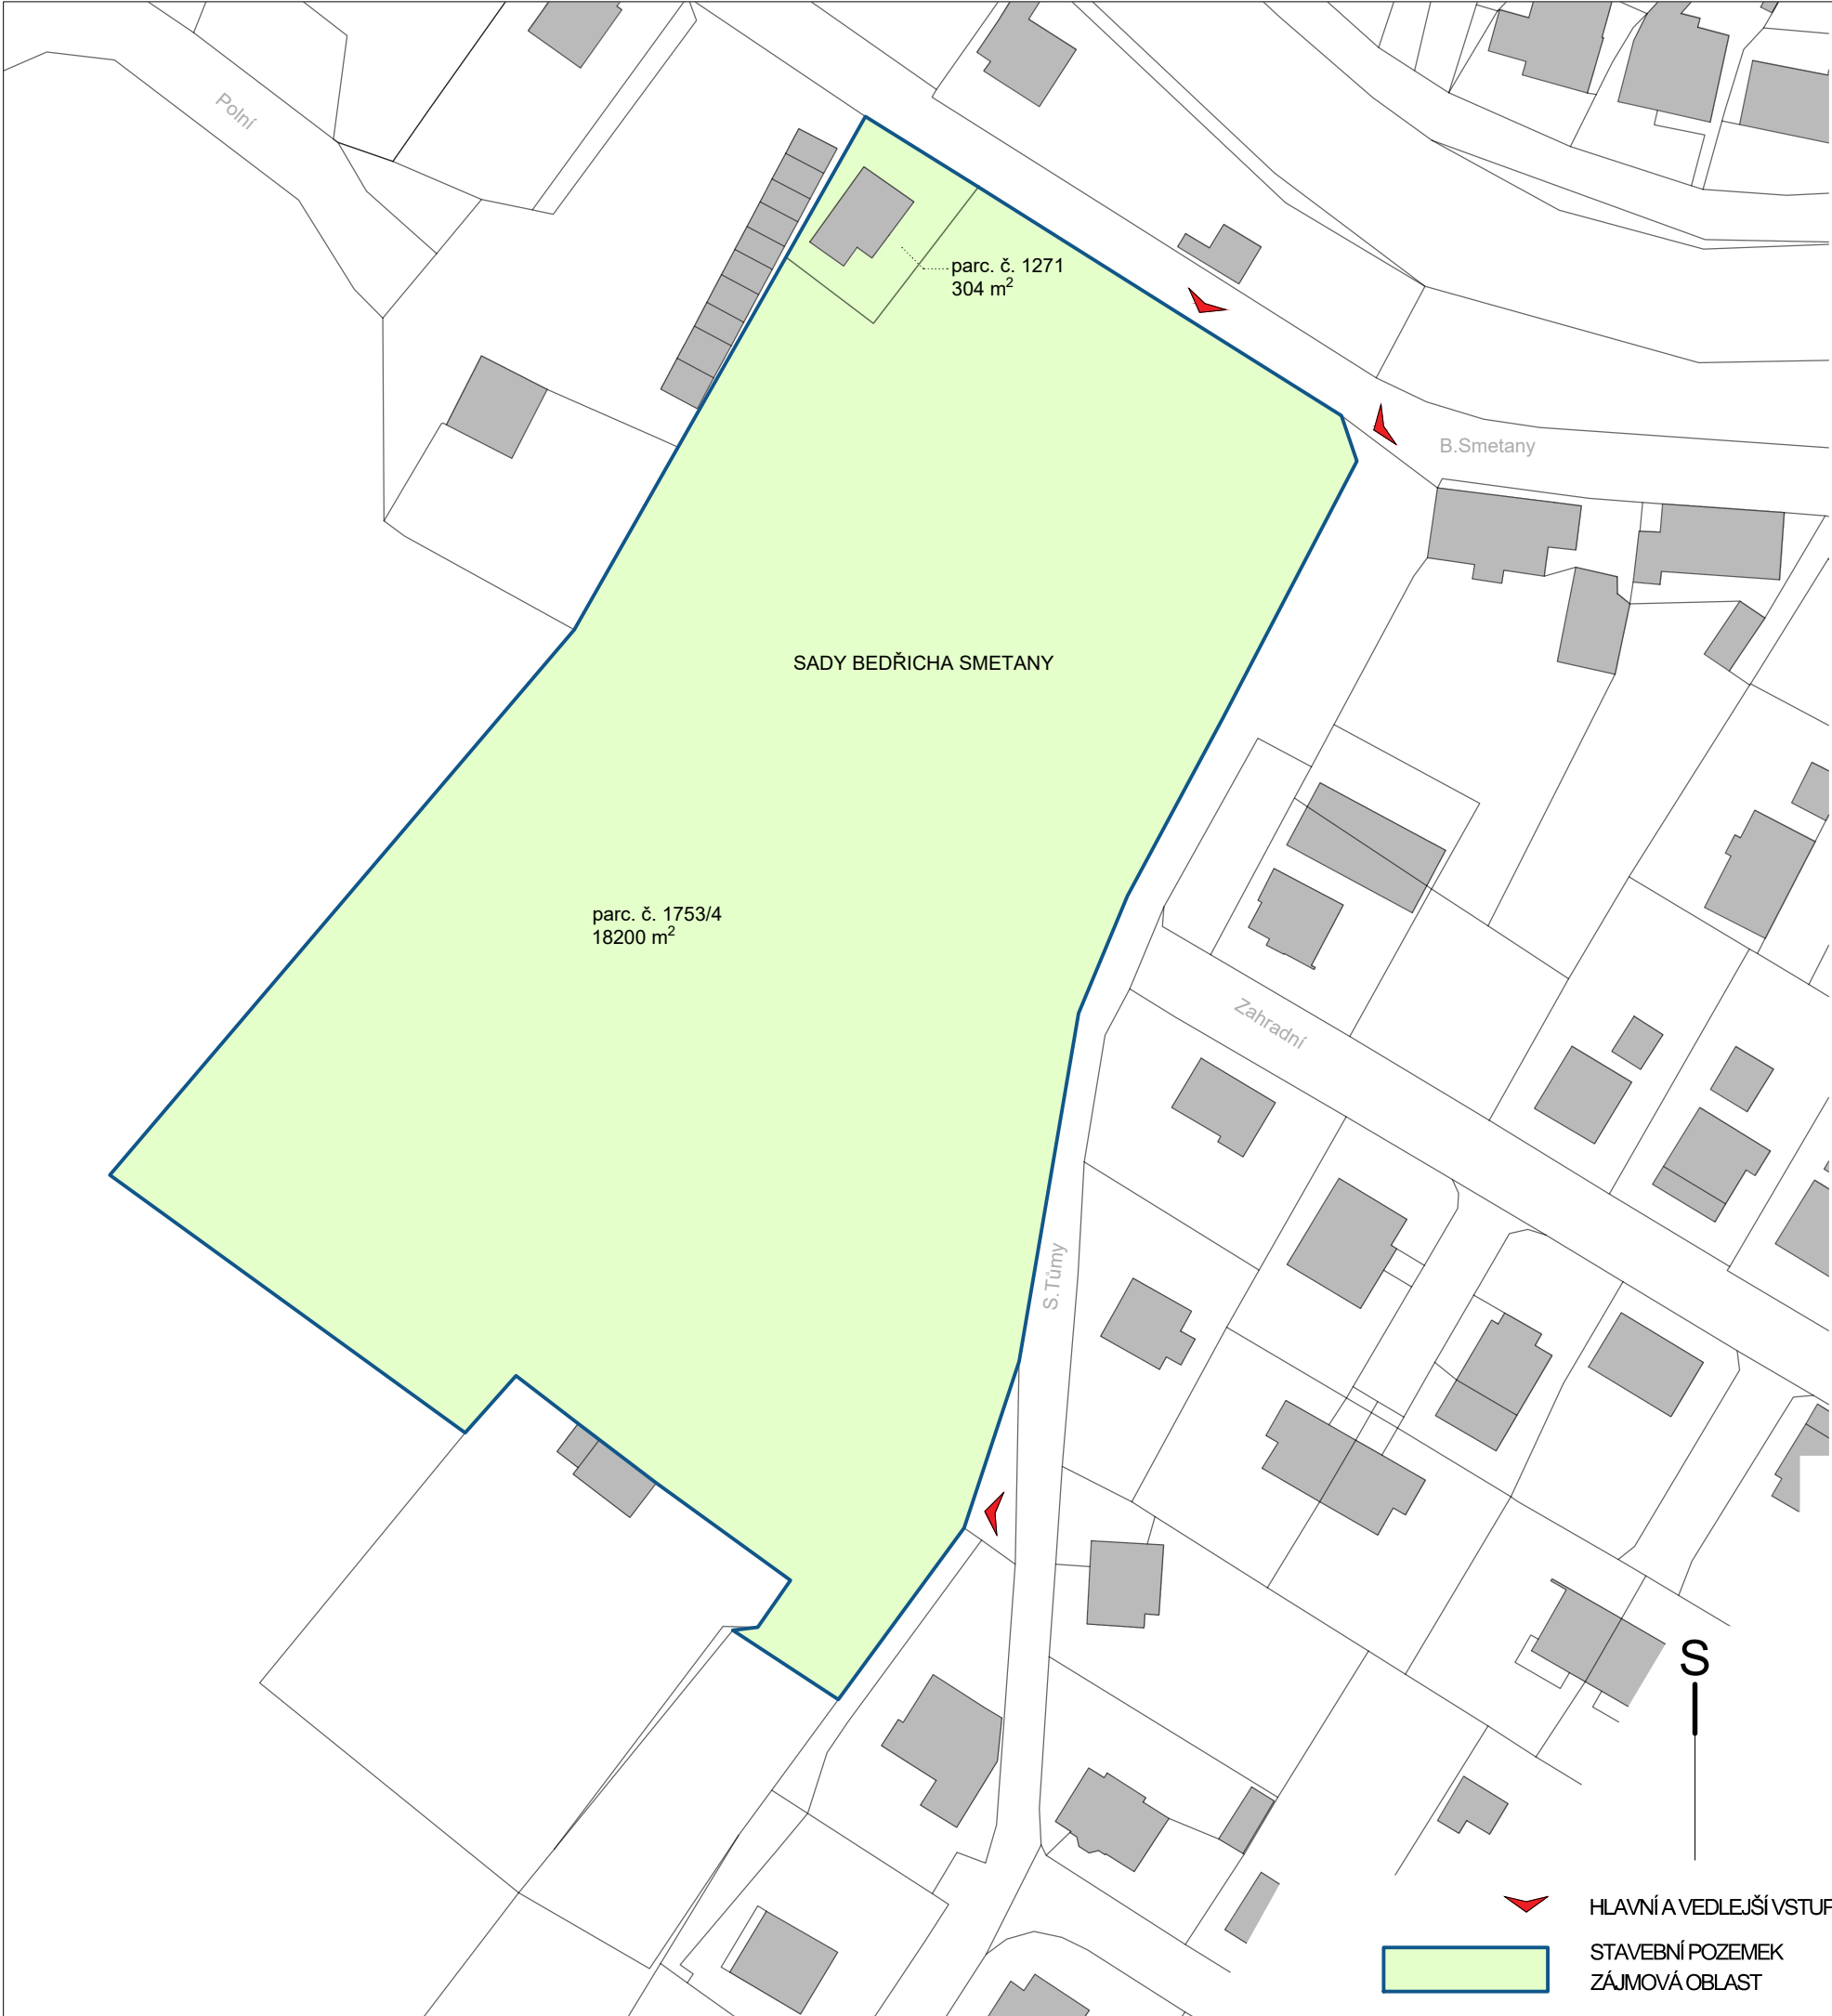 Polní
parc. č. 1271
304 m²
B.Smetany
SADY BEDŘICHA SMETANY
parc. č. 1753/4
18200 m²
Zahradní
S.Tůmy
S
HLAVNÍ A VEDLEJŠÍ VSTUP
STAVEBNÍ POZEMEK
ZÁJMOVÁ OBLAST